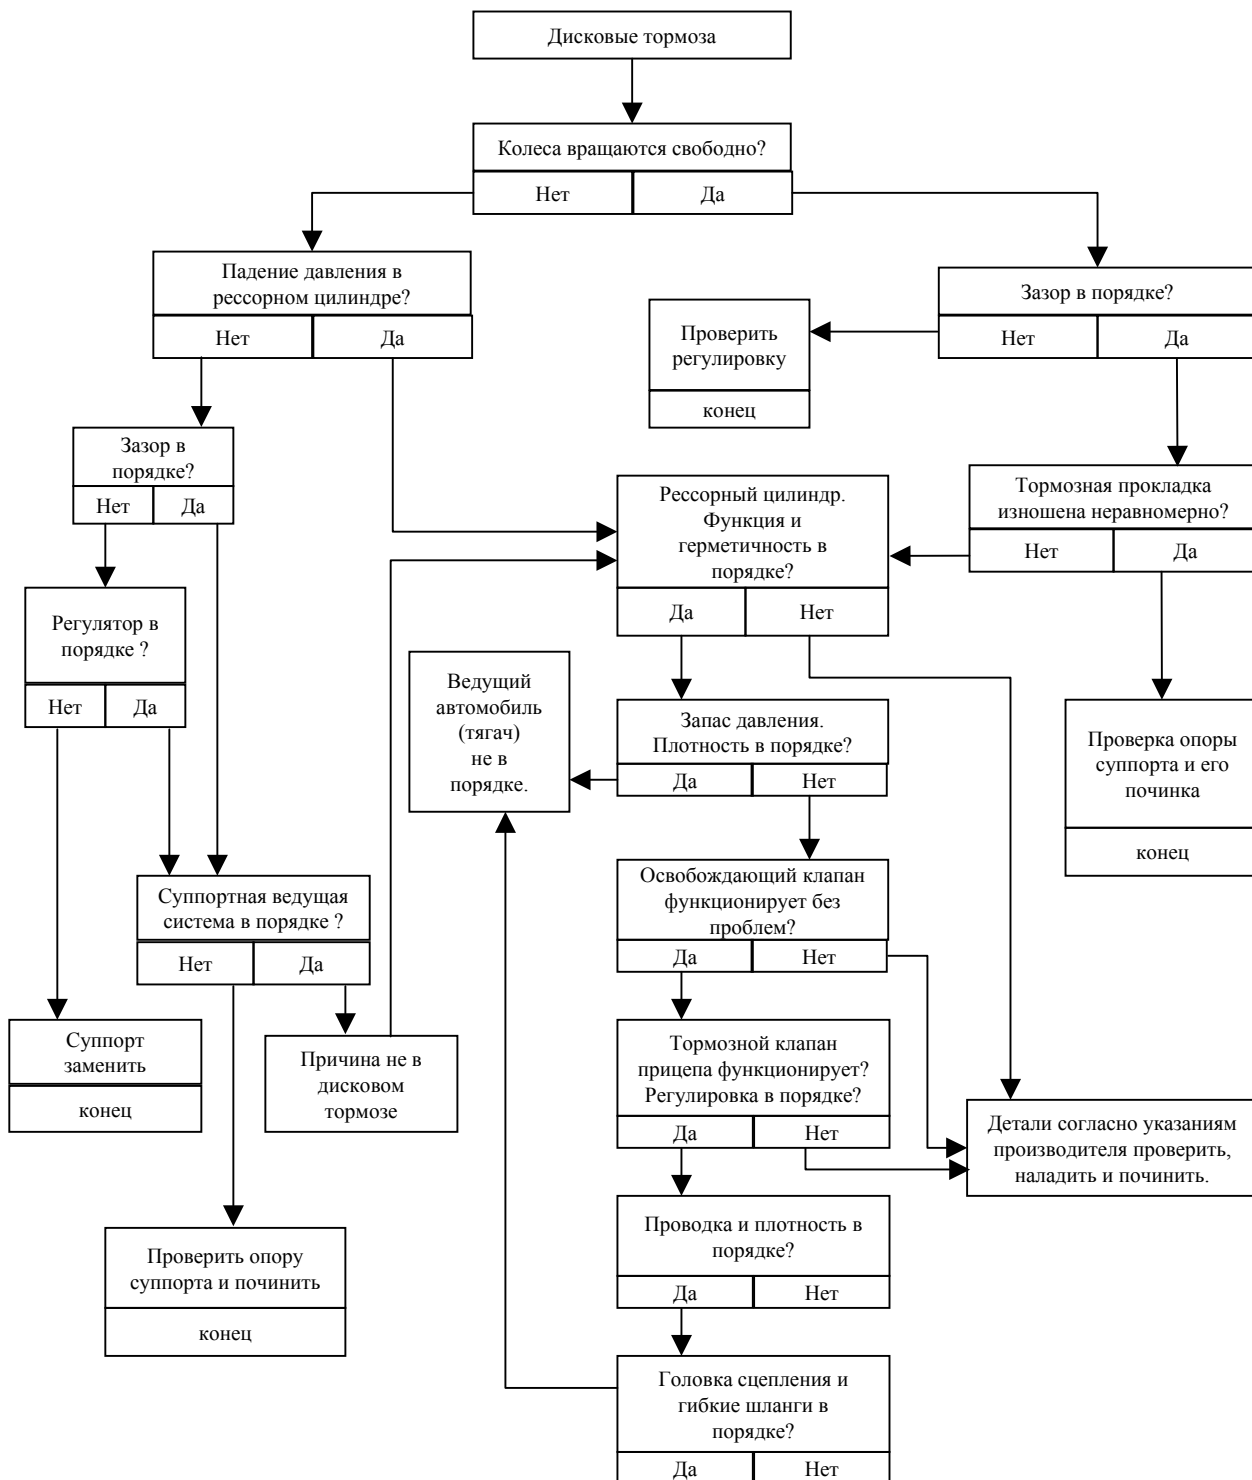 Дисковые тормоза
Колеса вращаются свободно?
Нет
Да
Падение давления в
рессорном цилиндре?
Нет
Да
Зазор в порядке?
Нет
Да
Проверить
регулировку
конец
Зазор в
порядке?
Нет
Да
Рессорный цилиндр.
Функция и
герметичность в
порядке?
Да
Нет
Тормозная прокладка
изношена неравномерно?
Нет
Да
Регулятор в
порядке ?
Нет
Да
Ведущий
автомобиль
(тягач)
не в
порядке.
Запас давления.
Плотность в порядке?
Да
Нет
Проверка опоры
суппорта и его
починка
конец
Суппортная ведущая
система в порядке ?
Нет
Да
Освобождающий клапан
функционирует без
проблем?
Да
Нет
Суппорт
заменить
конец
Причина не в
дисковом
тормозе
Тормозной клапан
прицепа функционирует?
Регулировка в порядке?
Да
Нет
Детали согласно указаниям
производителя проверить,
наладить и починить.
Проверить опору
суппорта и починить
конец
Проводка и плотность в
порядке?
Да
Нет
Головка сцепления и
гибкие шланги в
порядке?
Да
Нет